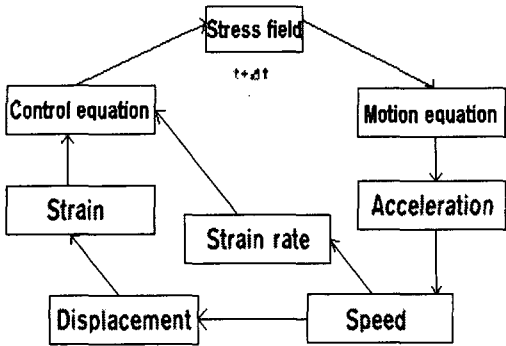 Stress field
t+Δt
Control equation
Motion equation
Strain
Acceleration
Strain rate
Displacement
Speed